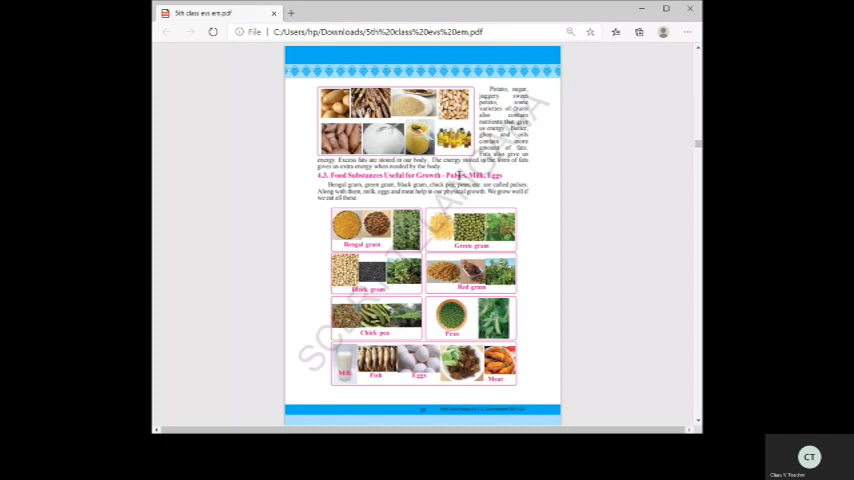 5th class evs em.pdf
File
C:/Users/hp/Downloads/5th%20class%20evs%20em.pdf
Potato, sugar,
jaggery sweet
potato, some
varieties of fruits
also contain
nutrients that give
us energy. Butter,
ghee and oils
contain more
amount of fats.
Fats also give us
energy. Excess fats are stored in our body. The energy stored in the form of fats
gives us extra energy when needed by the body.
4.3. Food Substances Useful for Growth - Pulses, Milk, Eggs
Bengal gram, green gram, black gram, chick pea, peas, etc. are called pulses.
Along with them, milk, eggs and meat help in our physical growth. We grow well if
we eat all these.
Bengal gram
Green gram
Black gram
Red gram
Chick pea
Peas
Milk
Fish
Eggs
Meat
CT
Class V Teacher